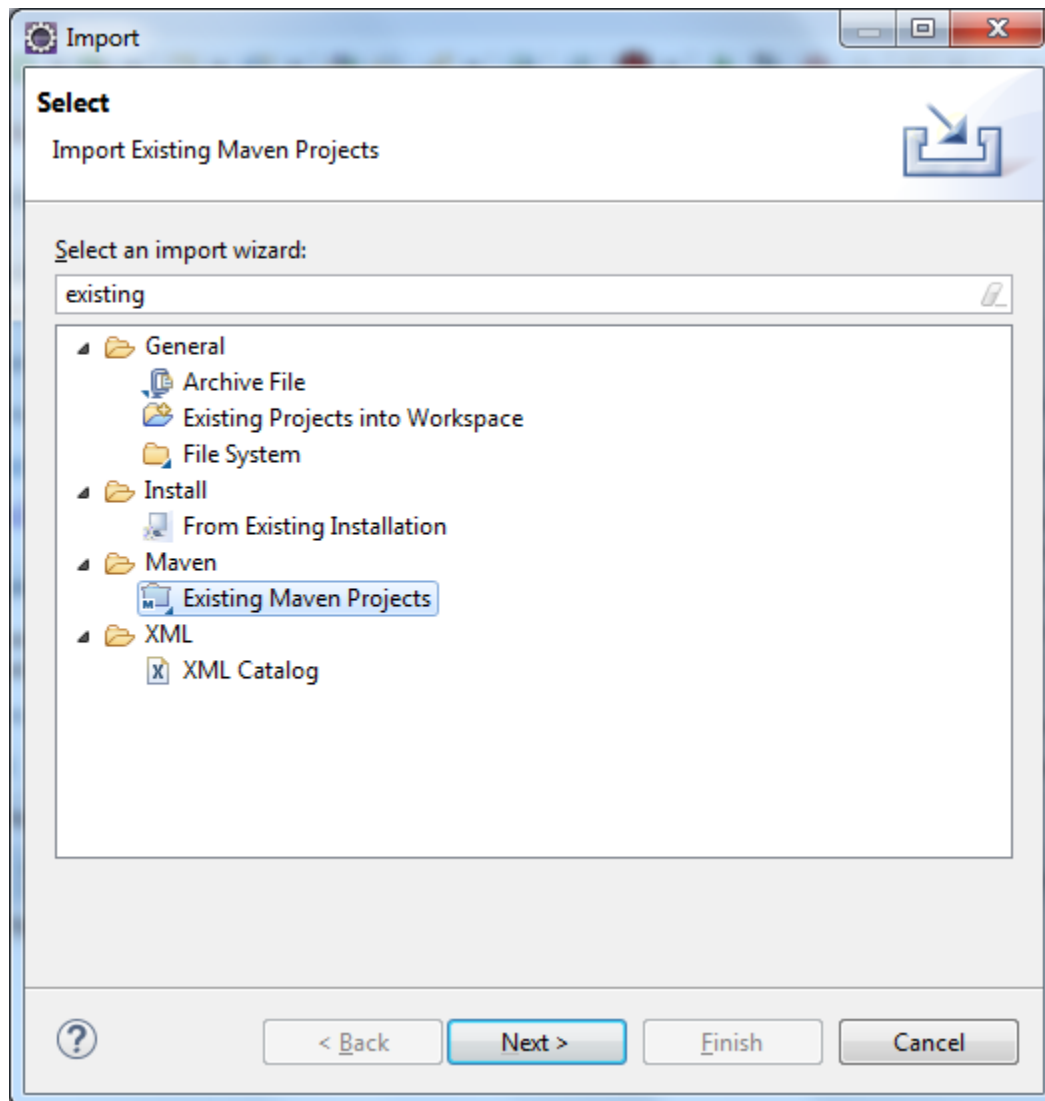 Import
Select
Import Existing Maven Projects
Select an import wizard:
existing
General
Archive File
Existing Projects into Workspace
File System
Install
From Existing Installation
Maven
Existing Maven Projects
XML
XML Catalog
< Back
Next >
Finish
Cancel